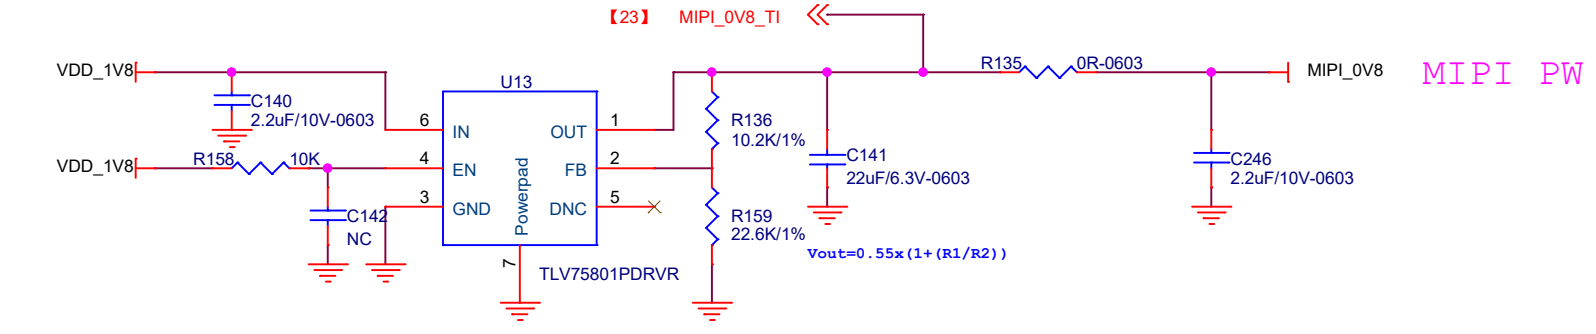 【23】 MIPI_0V8_TI
VDD_1V8
R135 0R-0603
MIPI_0V8
MIPI PW
U13
C140
2.2uF/10V-0603
6 IN
OUT 1
R136
10.2K/1%
VDD_1V8
R158 10K
4 EN
FB 2
C141
22uF/6.3V-0603
C246
2.2uF/10V-0603
3 GND
Powerpad
DNC 5
C142
NC
R159
22.6K/1%
Vout=0.55x(1+(R1/R2))
7
TLV75801PDRVR